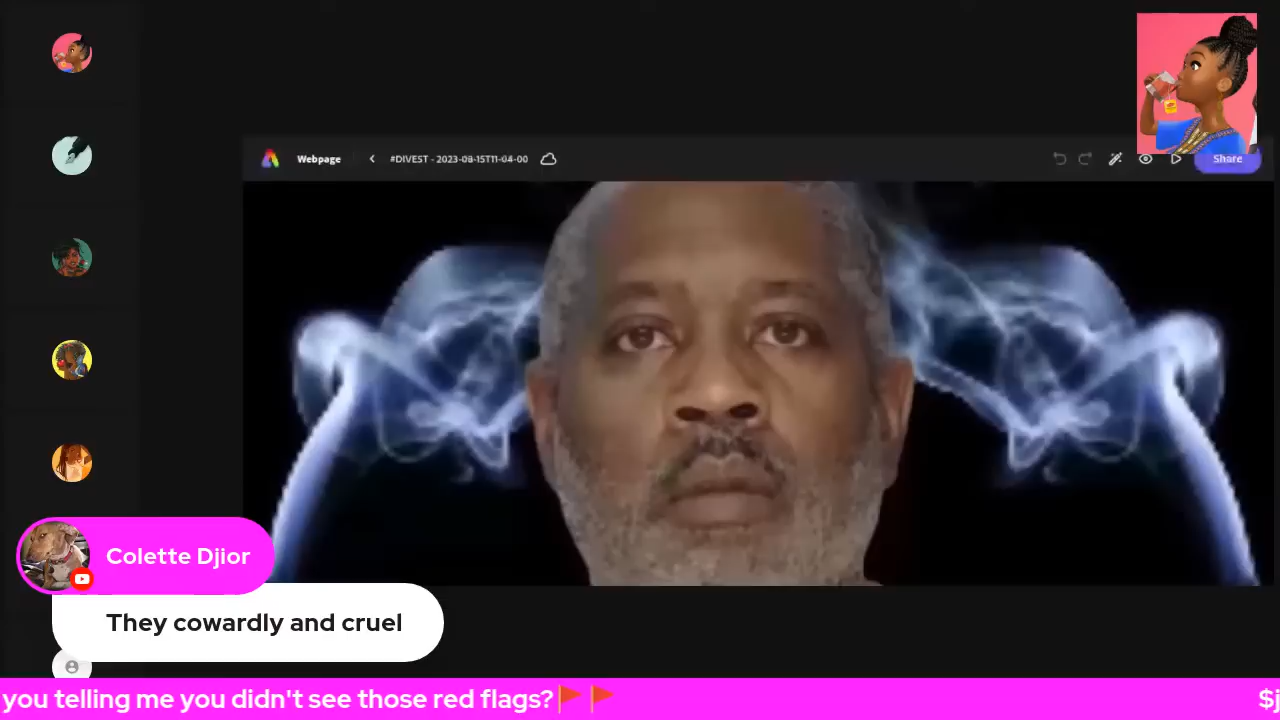 Webpage
#DIVEST - 2023-08-15T11-04-00
Share
Colette Djior
They cowardly and cruel
you telling me you didn't see those red flags?🚩🚩
$j